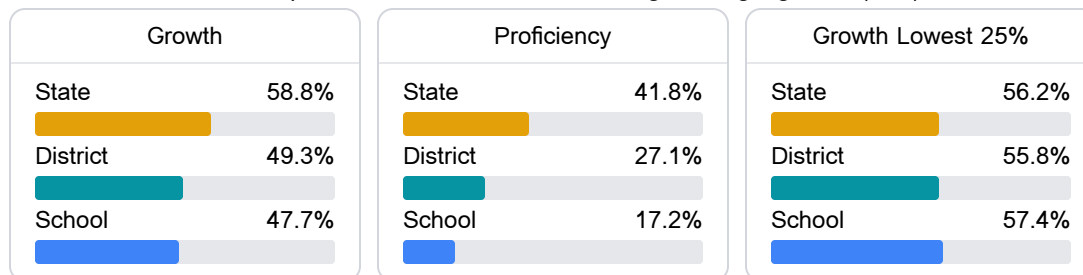 Growth
State 58.8%
District 49.3%
School 47.7%
Proficiency
State 41.8%
District 27.1%
School 17.2%
Growth Lowest 25%
State 56.2%
District 55.8%
School 57.4%